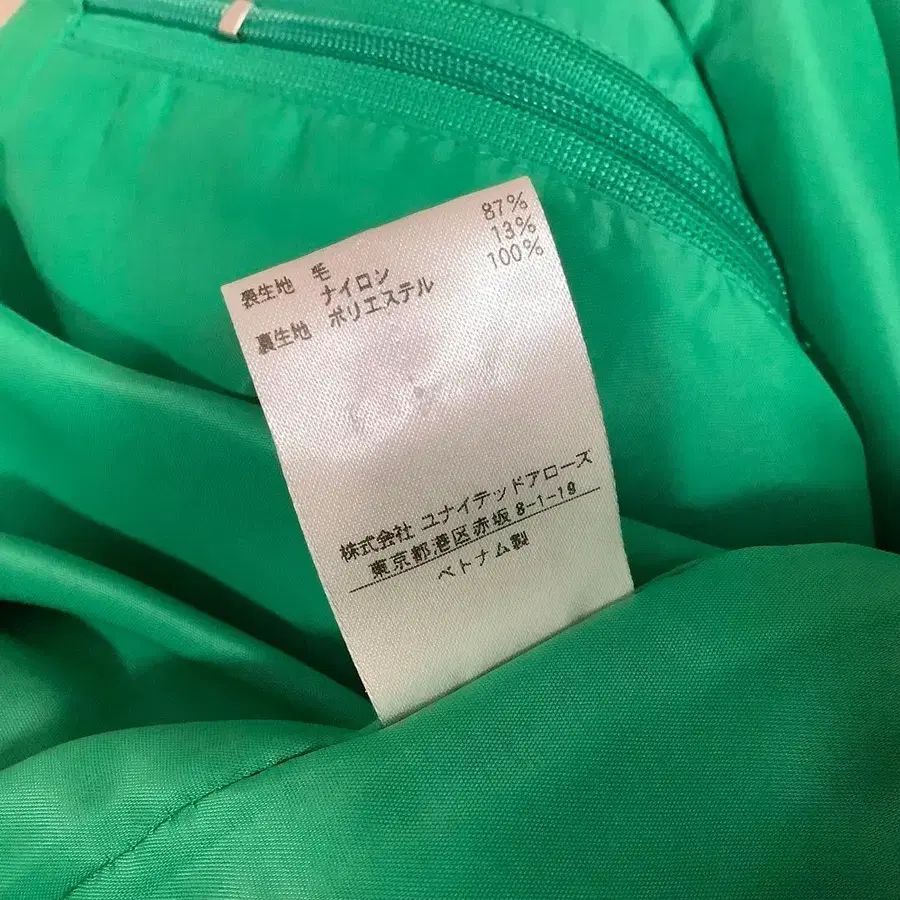 表生地 毛 87%
ナイロン 13%
裏生地 ポリエステル 100%
株式会社 ユナイテッドアローズ
東京都港区赤坂8-1-19
ベトナム製